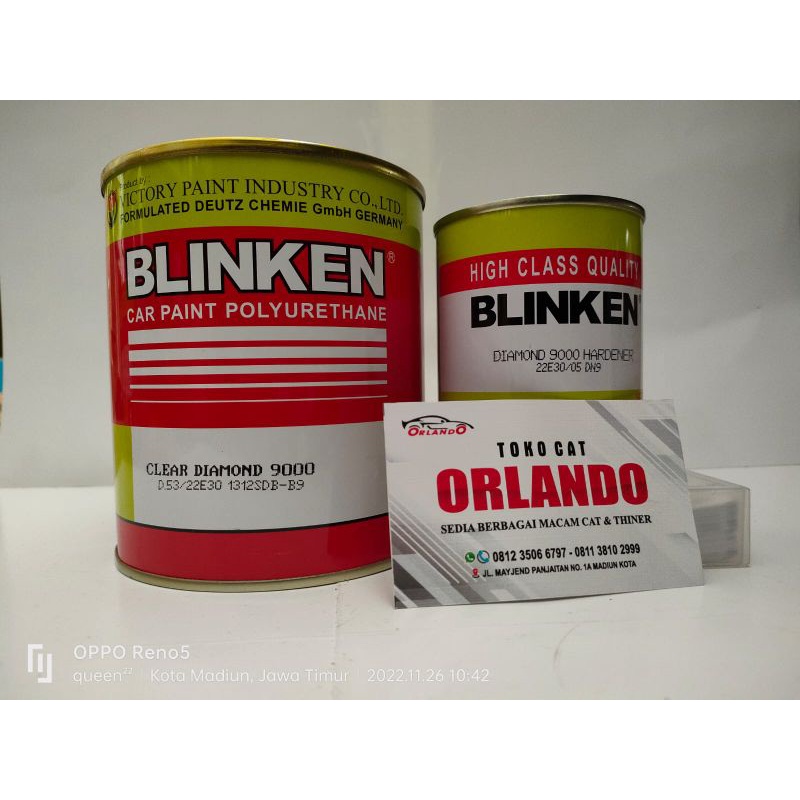 Product by :
VICTORY PAINT INDUSTRY CO.,LTD.
FORMULATED DEUTZ CHEMIE GmbH GERMANY
BLINKEN®
CAR PAINT POLYURETHANE
CLEAR DIAMOND 9000
D.53/22E30 1312SDB-B9
HIGH CLASS QUALITY
BLINKEN
DIAMOND 9000 HARDENER
22E30/05 DN9
ORLANDO
TOKO CAT
ORLANDO
SEDIA BERBAGAI MACAM CAT & THINER
0812 3506 6797 - 0811 3810 2999
JL. MAYJEND PANJAITAN NO. 1A MADIUN KOTA
OPPO Reno5
queen²² | Kota Madiun, Jawa Timur | 2022.11.26 10:42